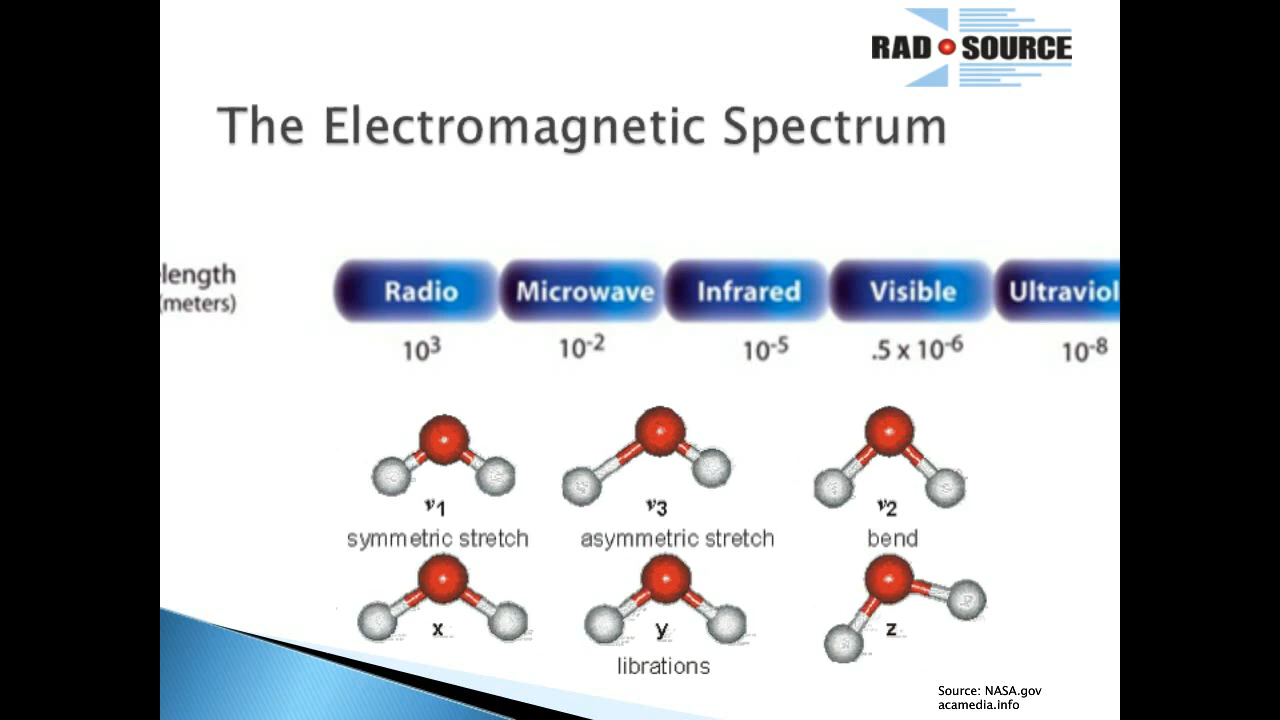 RAD SOURCE
The Electromagnetic Spectrum
length
(meters)
Radio Microwave Infrared Visible Ultraviol
10³ 10⁻² 10⁻⁵ .5 x 10⁻⁶ 10⁻⁸
ν1 ν3 ν2
symmetric stretch asymmetric stretch bend
x y z
librations
Source: NASA.gov
acamedia.info